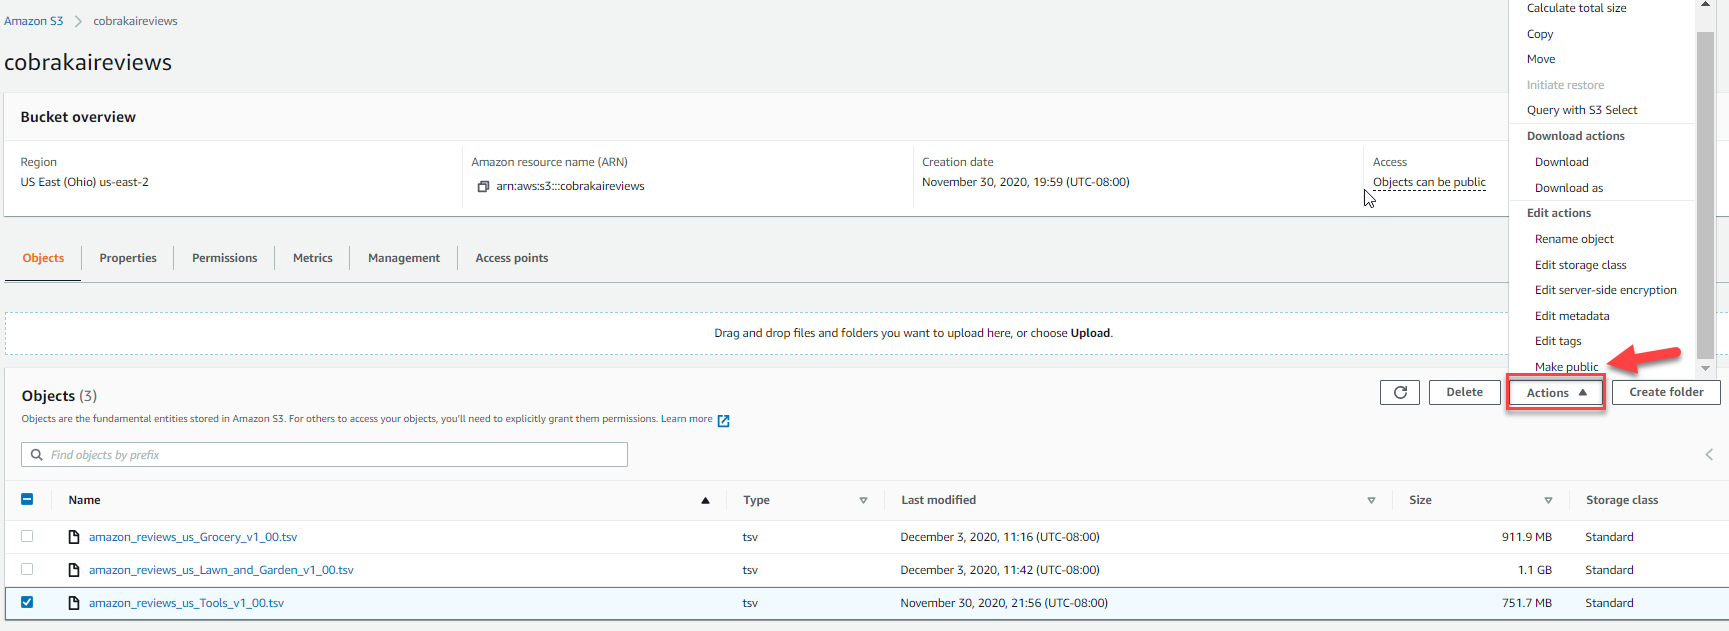 Amazon S3 > cobrakaireviews
cobrakaireviews
Bucket overview
Region
US East (Ohio) us-east-2
Amazon resource name (ARN)
arn:aws:s3:::cobrakaireviews
Creation date
November 30, 2020, 19:59 (UTC-08:00)
Access
Objects can be public
Calculate total size
Copy
Move
Initiate restore
Query with S3 Select
Download actions
Download
Download as
Edit actions
Rename object
Edit storage class
Edit server-side encryption
Edit metadata
Edit tags
Make public
Objects
Properties
Permissions
Metrics
Management
Access points
Drag and drop files and folders you want to upload here, or choose Upload.
Objects (3)
Delete
Actions
Create folder
Objects are the fundamental entities stored in Amazon S3. For others to access your objects, you'll need to explicitly grant them permissions. Learn more
Find objects by prefix
Name Type Last modified Size Storage class
amazon_reviews_us_Grocery_v1_00.tsv tsv December 3, 2020, 11:16 (UTC-08:00) 911.9 MB Standard
amazon_reviews_us_Lawn_and_Garden_v1_00.tsv tsv December 3, 2020, 11:42 (UTC-08:00) 1.1 GB Standard
amazon_reviews_us_Tools_v1_00.tsv tsv November 30, 2020, 21:56 (UTC-08:00) 751.7 MB Standard